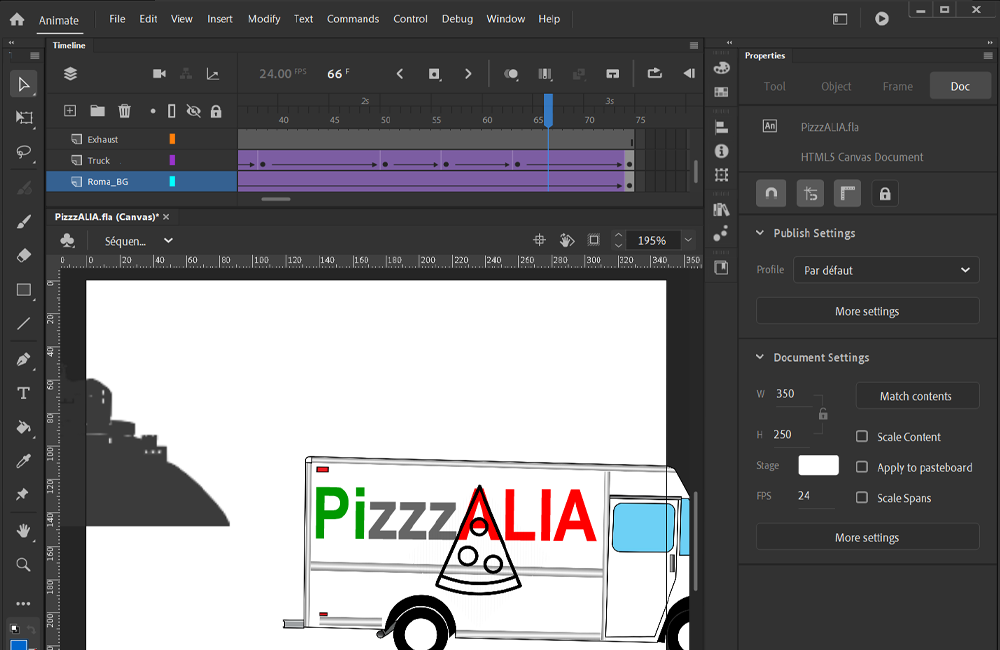 Animate File Edit View Insert Modify Text Commands Control Debug Window Help
Timeline
24.00 FPS 66 F
2s 3s
40 45 50 55 60 65 70 75
Exhaust
Truck
Roma_BG
PizzzALIA.fla (Canvas)* ×
Séquen... 195%
0 0 20 40 60 80 100 120 140 160 180 200 220 240 260 280 300 320 340 350
0
20
40
60
80
100
120
140
160
180
200
PizzzALIA
Properties
Tool Object Frame Doc
An PizzzALIA.fla
HTML5 Canvas Document
Publish Settings
Profile Par défaut
More settings
Document Settings
W 350 Match contents
H 250 Scale Content
Stage Apply to pasteboard
FPS 24 Scale Spans
More settings